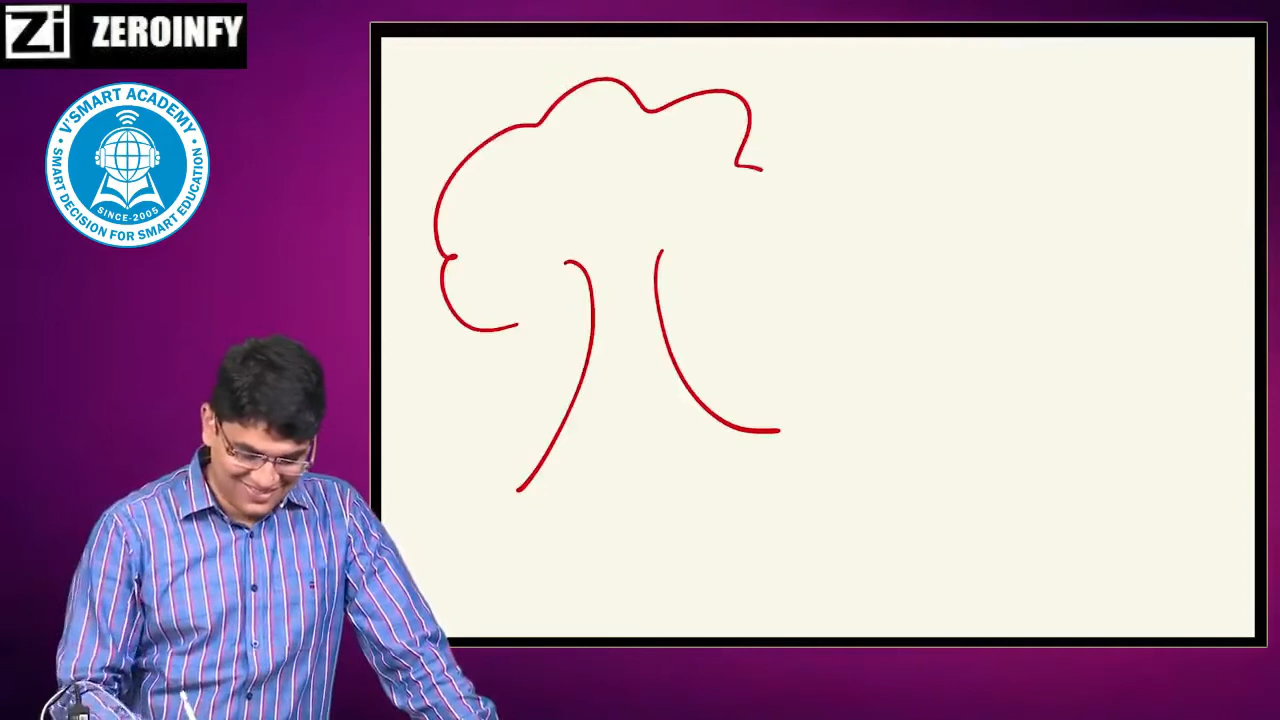 Zi ZEROINFY
• V'SMART ACADEMY •
SINCE-2005
SMART DECISION FOR SMART EDUCATION